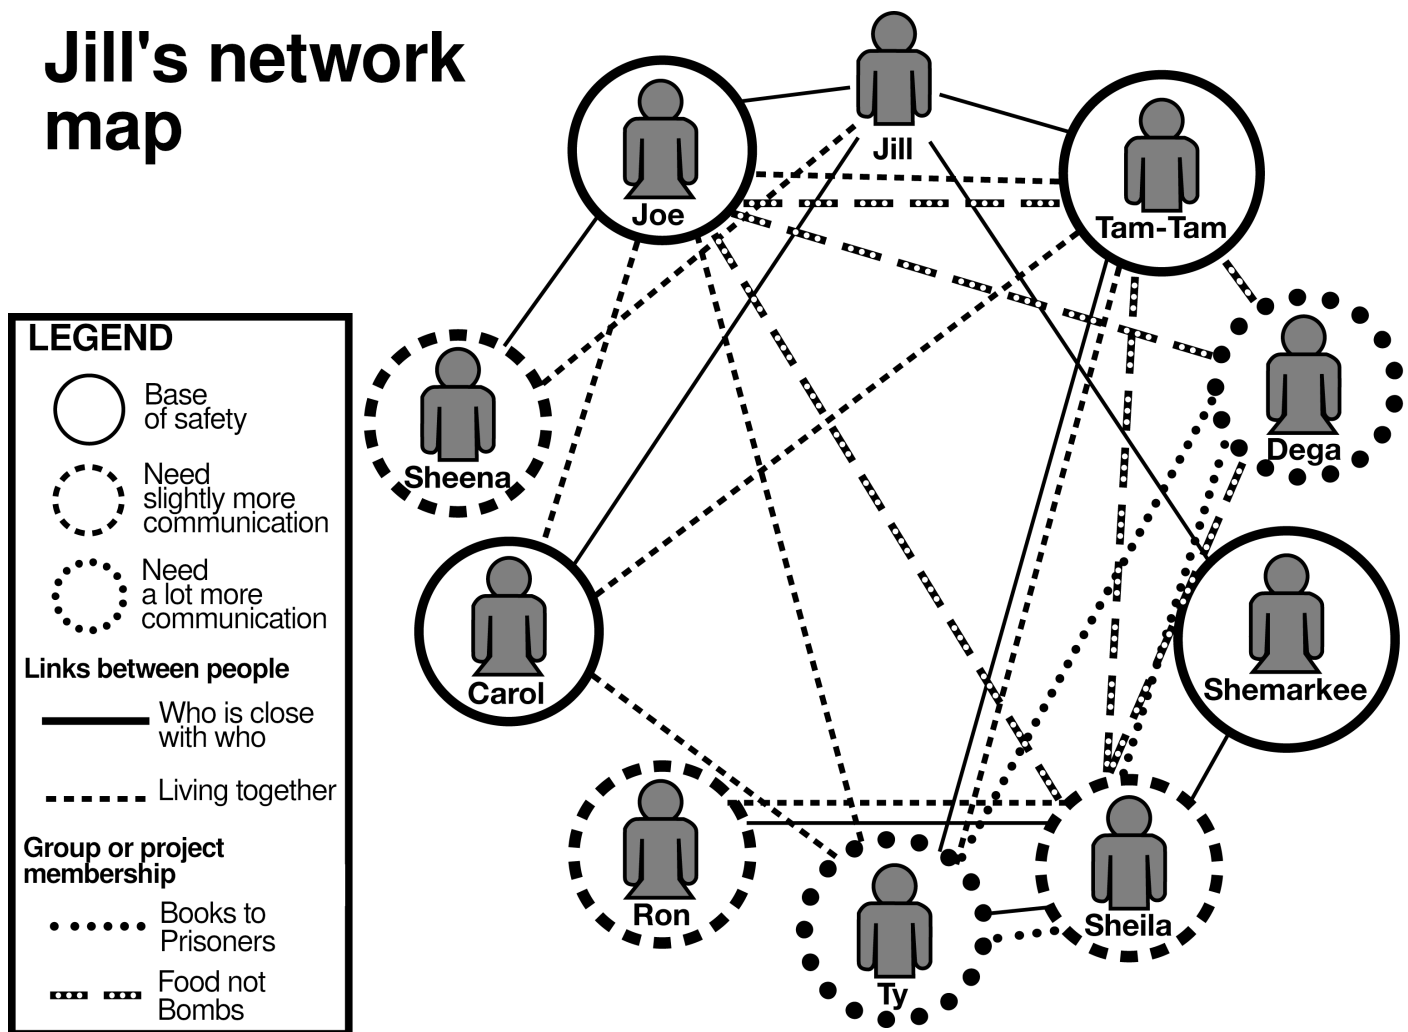 Jill's network
map
Jill
Joe
Tam-Tam
Sheena
Dega
Carol
Shemarkee
Ron
Ty
Sheila
LEGEND
Base
of safety
Need
slightly more
communication
Need
a lot more
communication
Links between people
Who is close
with who
Living together
Group or project
membership
Books to
Prisoners
Food not
Bombs